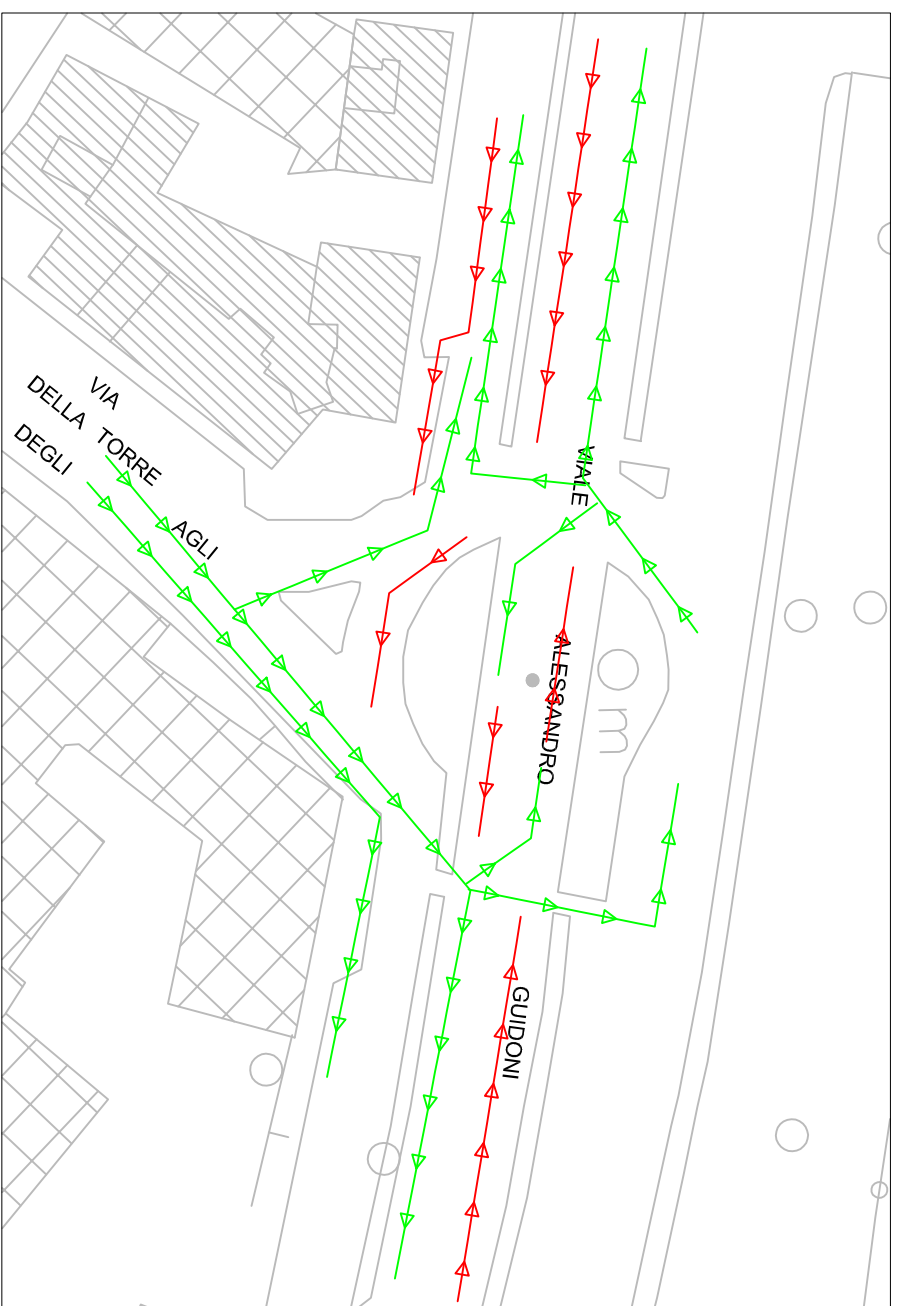 VIA
DELLA TORRE
DEGLI AGLI
VIALE
ALESSANDRO
GUIDONI
m